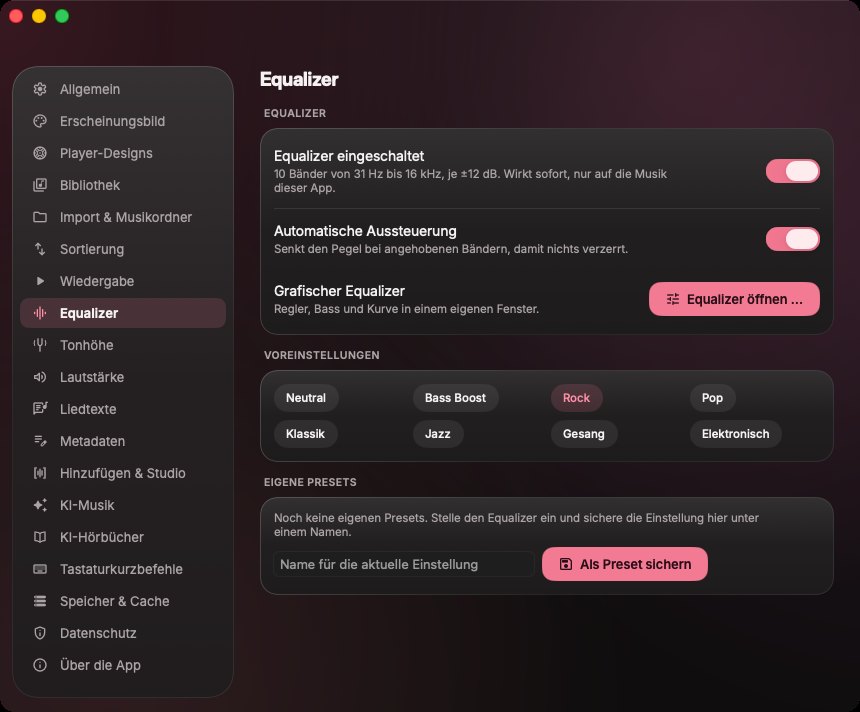 Allgemein
Erscheinungsbild
Player-Designs
Bibliothek
Import & Musikordner
Sortierung
Wiedergabe
Equalizer
Tonhöhe
Lautstärke
Liedtexte
Metadaten
Hinzufügen & Studio
KI-Musik
KI-Hörbücher
Tastaturkurzbefehle
Speicher & Cache
Datenschutz
Über die App
Equalizer
EQUALIZER
Equalizer eingeschaltet
10 Bänder von 31 Hz bis 16 kHz, je ±12 dB. Wirkt sofort, nur auf die Musik
dieser App.
Automatische Aussteuerung
Senkt den Pegel bei angehobenen Bändern, damit nichts verzerrt.
Grafischer Equalizer
Regler, Bass und Kurve in einem eigenen Fenster.
Equalizer öffnen ...
VOREINSTELLUNGEN
Neutral Bass Boost Rock Pop
Klassik Jazz Gesang Elektronisch
EIGENE PRESETS
Noch keine eigenen Presets. Stelle den Equalizer ein und sichere die Einstellung hier unter
einem Namen.
Name für die aktuelle Einstellung
Als Preset sichern